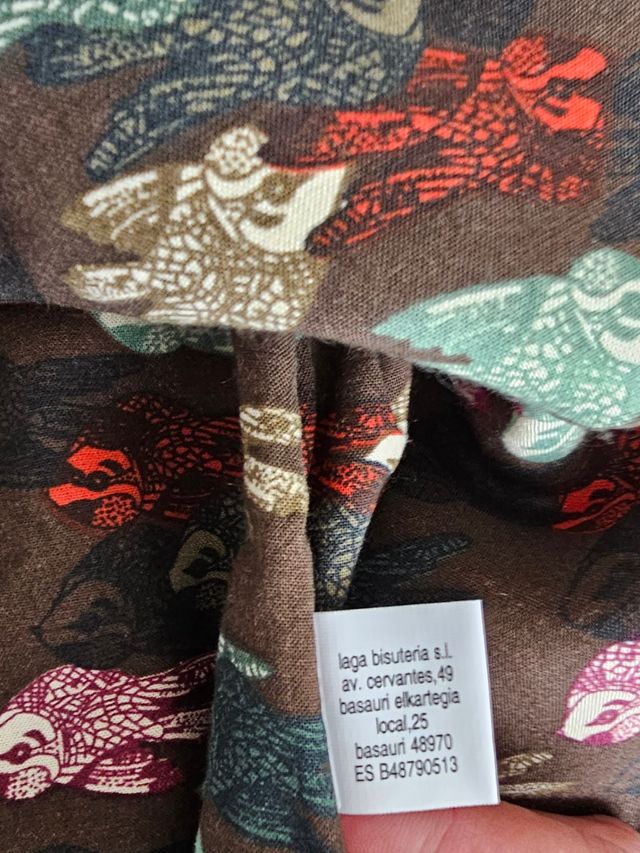 laga bisuteria s.l.
av. cervantes,49
basauri elkartegia
local,25
basauri 48970
ES B48790513